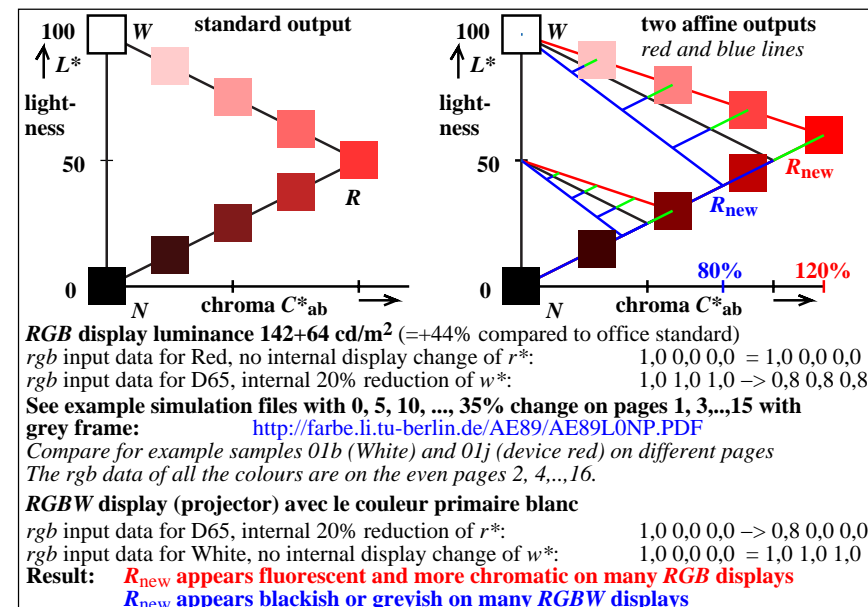 standard output
100
W
L*
light-
ness
50
R
0
N
chroma C*ab
two affine outputs
red and blue lines
100
W
L*
light-
ness
50
Rnew
Rnew
80%
120%
0
N
chroma C*ab
RGB display luminance 142+64 cd/m² (=+44% compared to office standard)
rgb input data for Red, no internal display change of r*: 1,0 0,0 0,0 = 1,0 0,0 0,0
rgb input data for D65, internal 20% reduction of w*: 1,0 1,0 1,0 –> 0,8 0,8 0,8
See example simulation files with 0, 5, 10, ..., 35% change on pages 1, 3,..,15 with
grey frame: http://farbe.li.tu-berlin.de/AE89/AE89L0NP.PDF
Compare for example samples 01b (White) and 01j (device red) on different pages
The rgb data of all the colours are on the even pages 2, 4,..,16.
RGBW display (projector) avec le couleur primaire blanc
rgb input data for D65, internal 20% reduction of r*: 1,0 0,0 0,0 –> 0,8 0,0 0,0
rgb input data for White, no internal display change of w*: 1,0 0,0 0,0 = 1,0 1,0 1,0
Result: Rnew appears fluorescent and more chromatic on many RGB displays
Rnew appears blackish or greyish on many RGBW displays